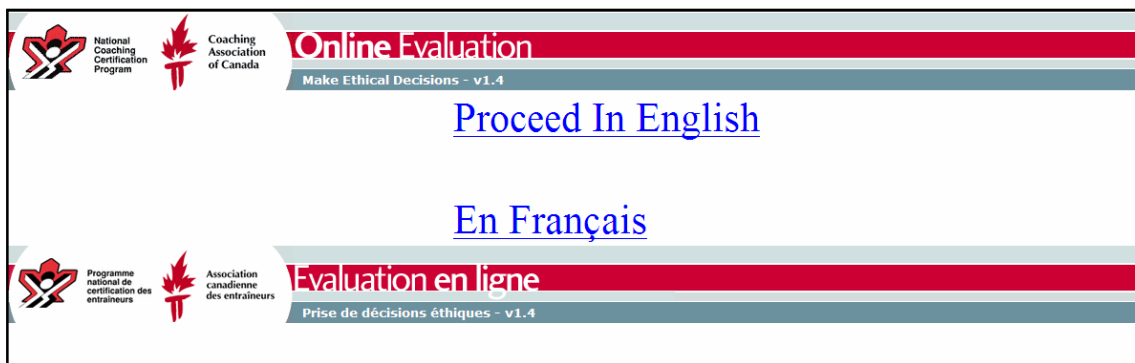 National
Coaching
Certification
Program
Coaching
Association
of Canada
Online Evaluation
Make Ethical Decisions - v1.4
Proceed In English
En Français
Programme
national de
certification des
entraîneurs
Association
canadienne
des entraîneurs
Evaluation en ligne
Prise de décisions éthiques - v1.4